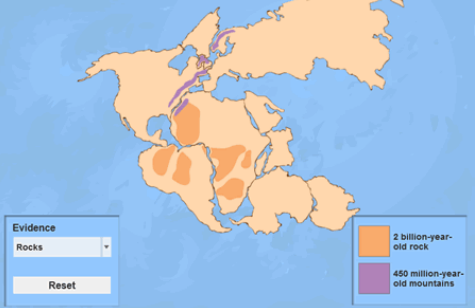 Evidence
Rocks
Reset
2 billion-year-
old rock
450 million-year-
old mountains